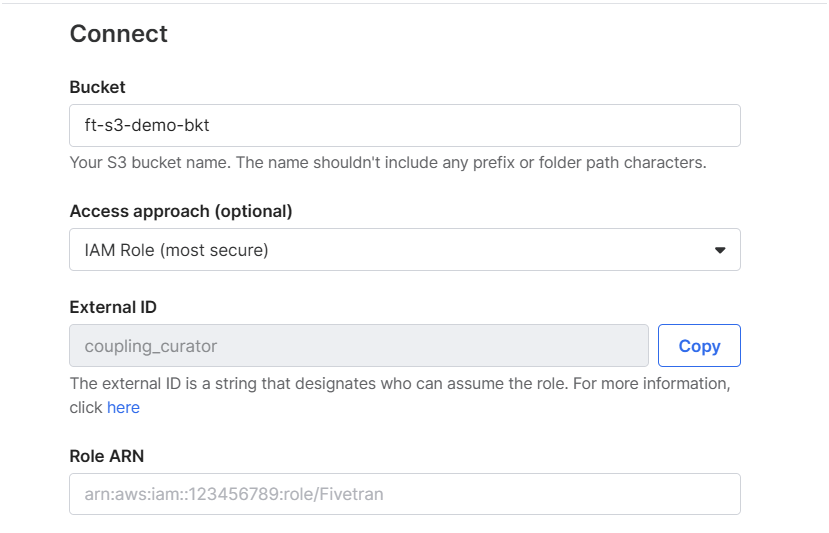 Connect
Bucket
ft-s3-demo-bkt
Your S3 bucket name. The name shouldn't include any prefix or folder path characters.
Access approach (optional)
IAM Role (most secure)
External ID
coupling_curator
Copy
The external ID is a string that designates who can assume the role. For more information,
click here
Role ARN
arn:aws:iam::123456789:role/Fivetran